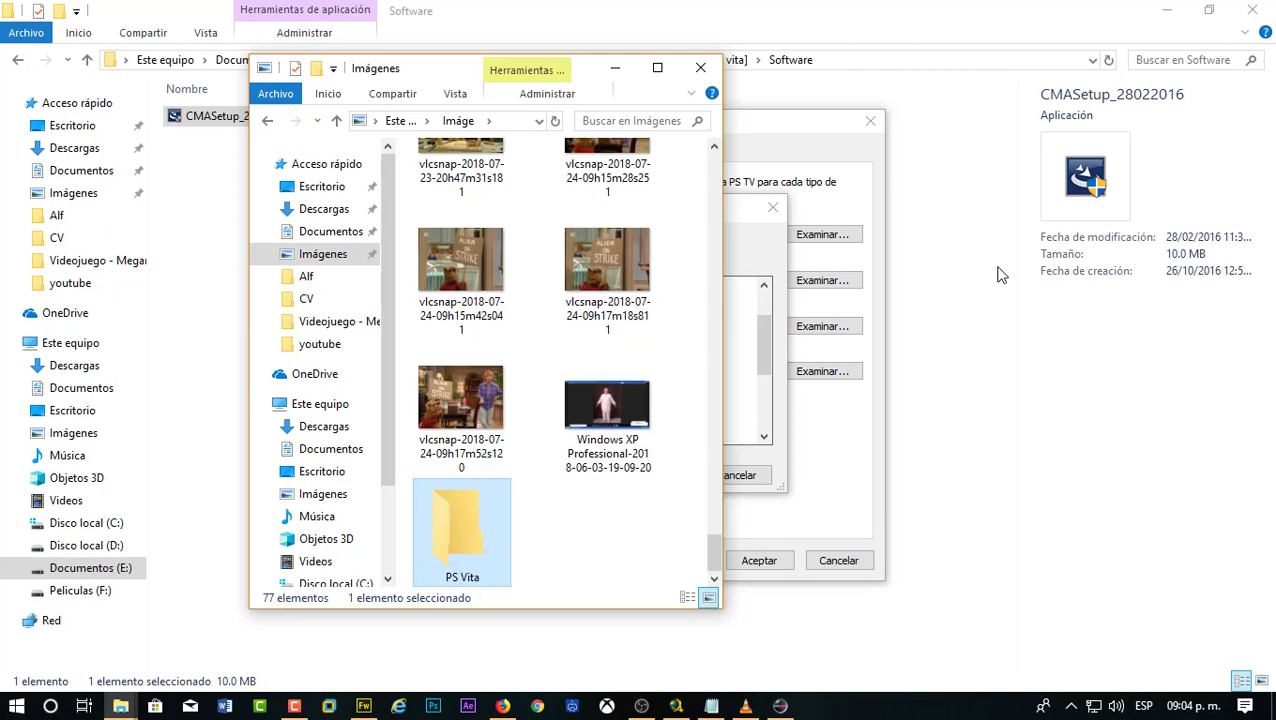 Herramientas de aplicación
Software
Archivo
Inicio
Compartir
Vista
Administrar
Este equipo
Docum
vita]
Software
Buscar en Software
Nombre
CMASetup_2
Acceso rápido
Escritorio
Descargas
Documentos
Imágenes
Alf
CV
Videojuego - Megan
youtube
OneDrive
Este equipo
Descargas
Documentos
Escritorio
Imágenes
Música
Objetos 3D
Videos
Disco local (C:)
Disco local (D:)
Documentos (E:)
Peliculas (F:)
Red
1 elemento
1 elemento seleccionado 10.0 MB
Imágenes
Herramientas ...
Archivo
Inicio
Compartir
Vista
Administrar
Este ...
Imáge
Buscar en Imágenes
Acceso rápido
Escritorio
Descargas
Documentos
Imágenes
Alf
CV
Videojuego - Me
youtube
OneDrive
Este equipo
Descargas
Documentos
Escritorio
Imágenes
Música
Objetos 3D
Videos
Disco local (C:)
vlcsnap-2018-07-
23-20h47m31s18
1
vlcsnap-2018-07-
24-09h15m28s25
1
ALIEN
ON
STRIKE
ALIEN
ON
STRIKE
vlcsnap-2018-07-
24-09h15m42s04
1
vlcsnap-2018-07-
24-09h17m18s81
1
ALIEN
ON
STRIKE
vlcsnap-2018-07-
24-09h17m52s12
0
Windows XP
Professional-201
8-06-03-19-09-20
PS Vita
77 elementos
1 elemento seleccionado
a PS TV para cada tipo de
Examinar...
Examinar...
Examinar...
Examinar...
ancelar
Aceptar
Cancelar
CMASetup_28022016
Aplicación
Fecha de modificación: 28/02/2016 11:3...
Tamaño: 10.0 MB
Fecha de creación: 26/10/2016 12:5...
ESP
09:04 p. m.